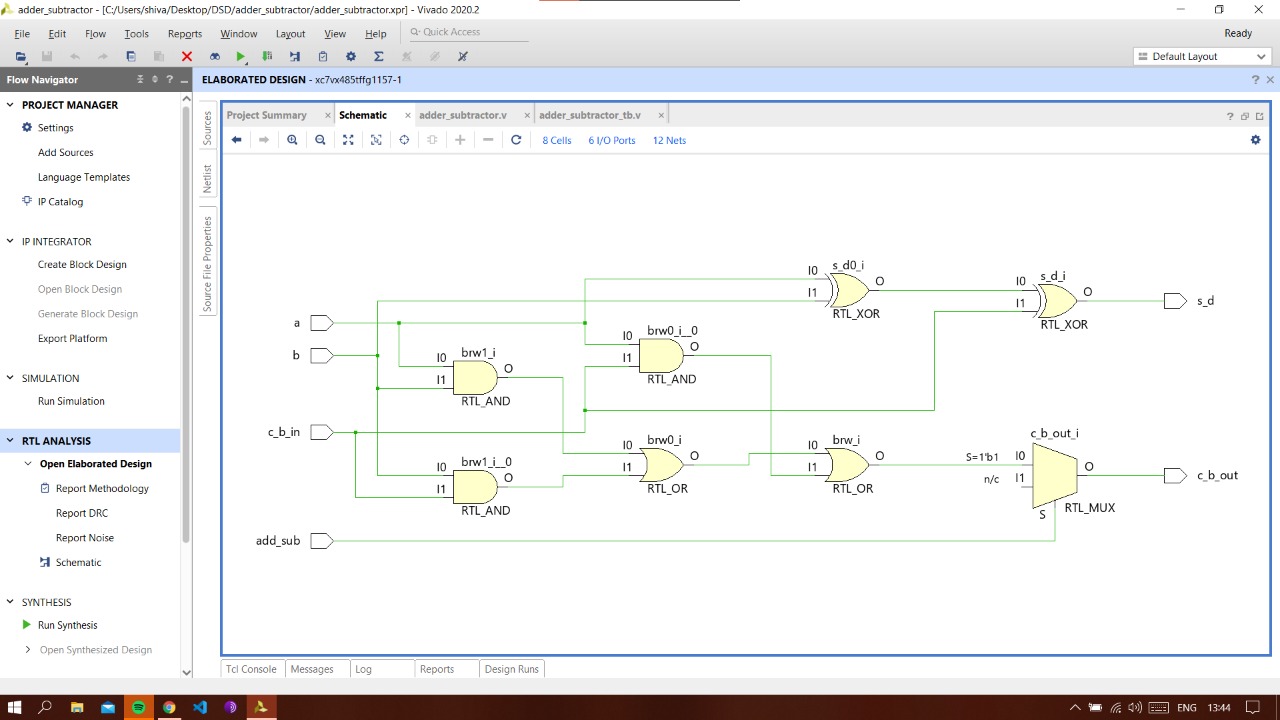 adder_subtractor - [C:/Users/shiva/Desktop/DSD/adder_subtractor/adder_subtractor.xpr] - Vivado 2020.2
File Edit Flow Tools Reports Window Layout View Help Quick Access Ready
Default Layout
Flow Navigator
PROJECT MANAGER
Settings
Add Sources
Language Templates
IP Catalog
IP INTEGRATOR
Create Block Design
Open Block Design
Generate Block Design
Export Platform
SIMULATION
Run Simulation
RTL ANALYSIS
Open Elaborated Design
Report Methodology
Report DRC
Report Noise
Schematic
SYNTHESIS
Run Synthesis
Open Synthesized Design
ELABORATED DESIGN - xc7vx485tffg1157-1
Sources
Netlist
Source File Properties
Project Summary Schematic adder_subtractor.v adder_subtractor_tb.v
8 Cells 6 I/O Ports 12 Nets
s_d0_i
I0 O
I1
RTL_XOR
s_d_i
I0 O
I1
RTL_XOR
s_d
a
b
brw0_i__0
I0 O
I1
RTL_AND
brw1_i
I0 O
I1
RTL_AND
c_b_in
brw1_i__0
I0 O
I1
RTL_AND
brw0_i
I0 O
I1
RTL_OR
brw_i
I0 O
I1
RTL_OR
c_b_out_i
S=1'b1 I0 O
n/c I1
S RTL_MUX
c_b_out
add_sub
Tcl Console Messages Log Reports Design Runs
ENG 13:44